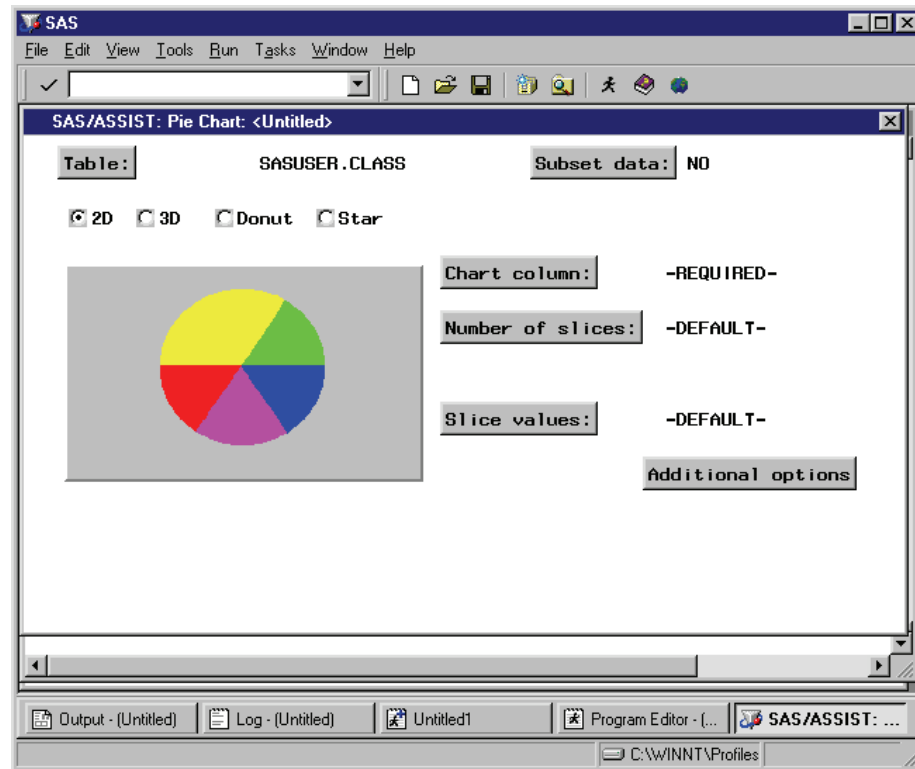 SAS
File Edit View Tools Run Tasks Window Help
SAS/ASSIST: Pie Chart: <Untitled>
Table: SASUSER.CLASS Subset data: NO
2D 3D Donut Star
Chart column: -REQUIRED-
Number of slices: -DEFAULT-
Slice values: -DEFAULT-
Additional options
Output - (Untitled) Log - (Untitled) Untitled1 Program Editor - (... SAS/ASSIST: ...
C:\WINNT\Profiles